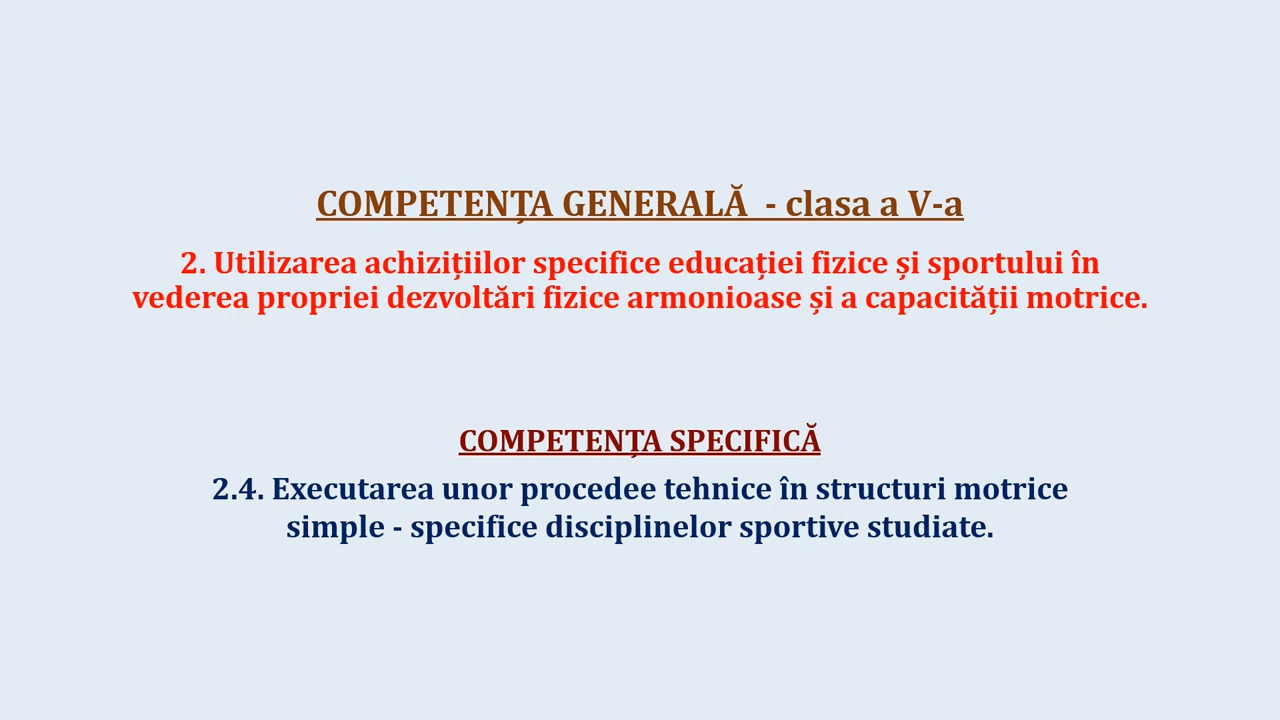 COMPETENȚA GENERALĂ  - clasa a V-a
2. Utilizarea achizițiilor specifice educației fizice și sportului în
vederea propriei dezvoltări fizice armonioase și a capacității motrice.
COMPETENȚA SPECIFICĂ
2.4. Executarea unor procedee tehnice în structuri motrice
simple - specifice disciplinelor sportive studiate.